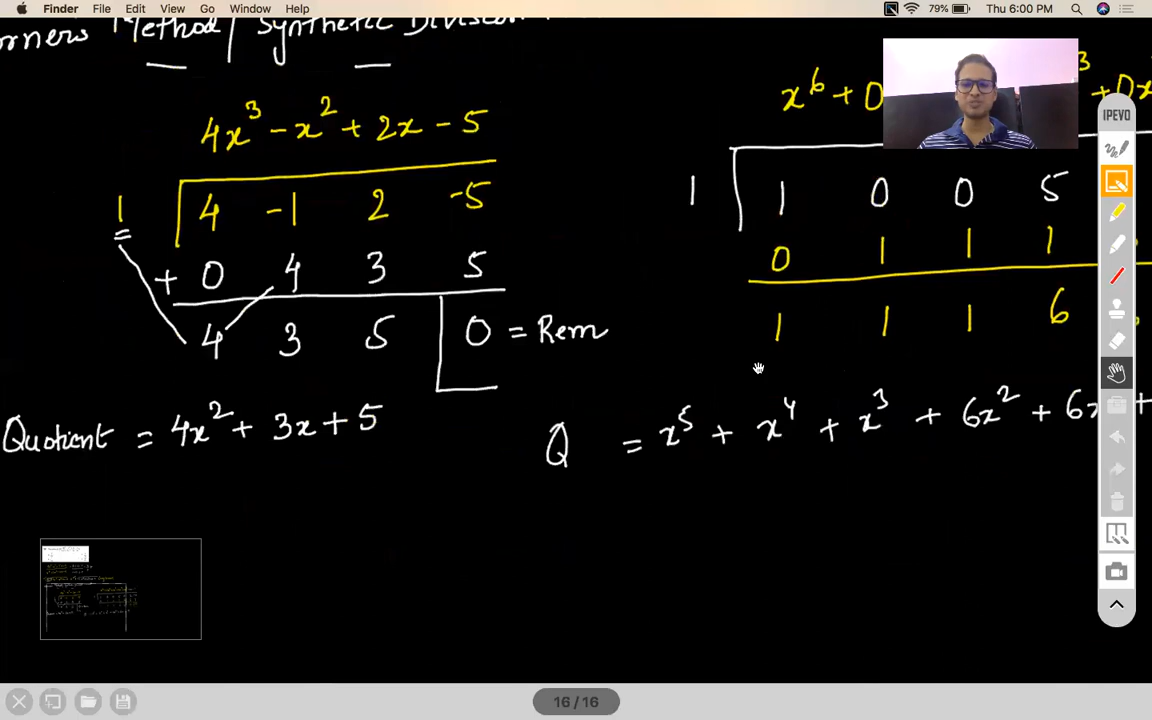 Finder File Edit View Go Window Help 79% Thu 6:00 PM
Method / Synthetic Division
4x³ - x² + 2x - 5
1 4 -1 2 -5
+ 0 4 3 5
4 3 5 0 = Rem
Quotient = 4x² + 3x + 5
x⁶ + 0
3 + 0x
1 1 0 0 5
0 1 1 1
1 1 1 6
Q = x⁵ + x⁴ + x³ + 6x² + 6x +
IPEVO
16/16